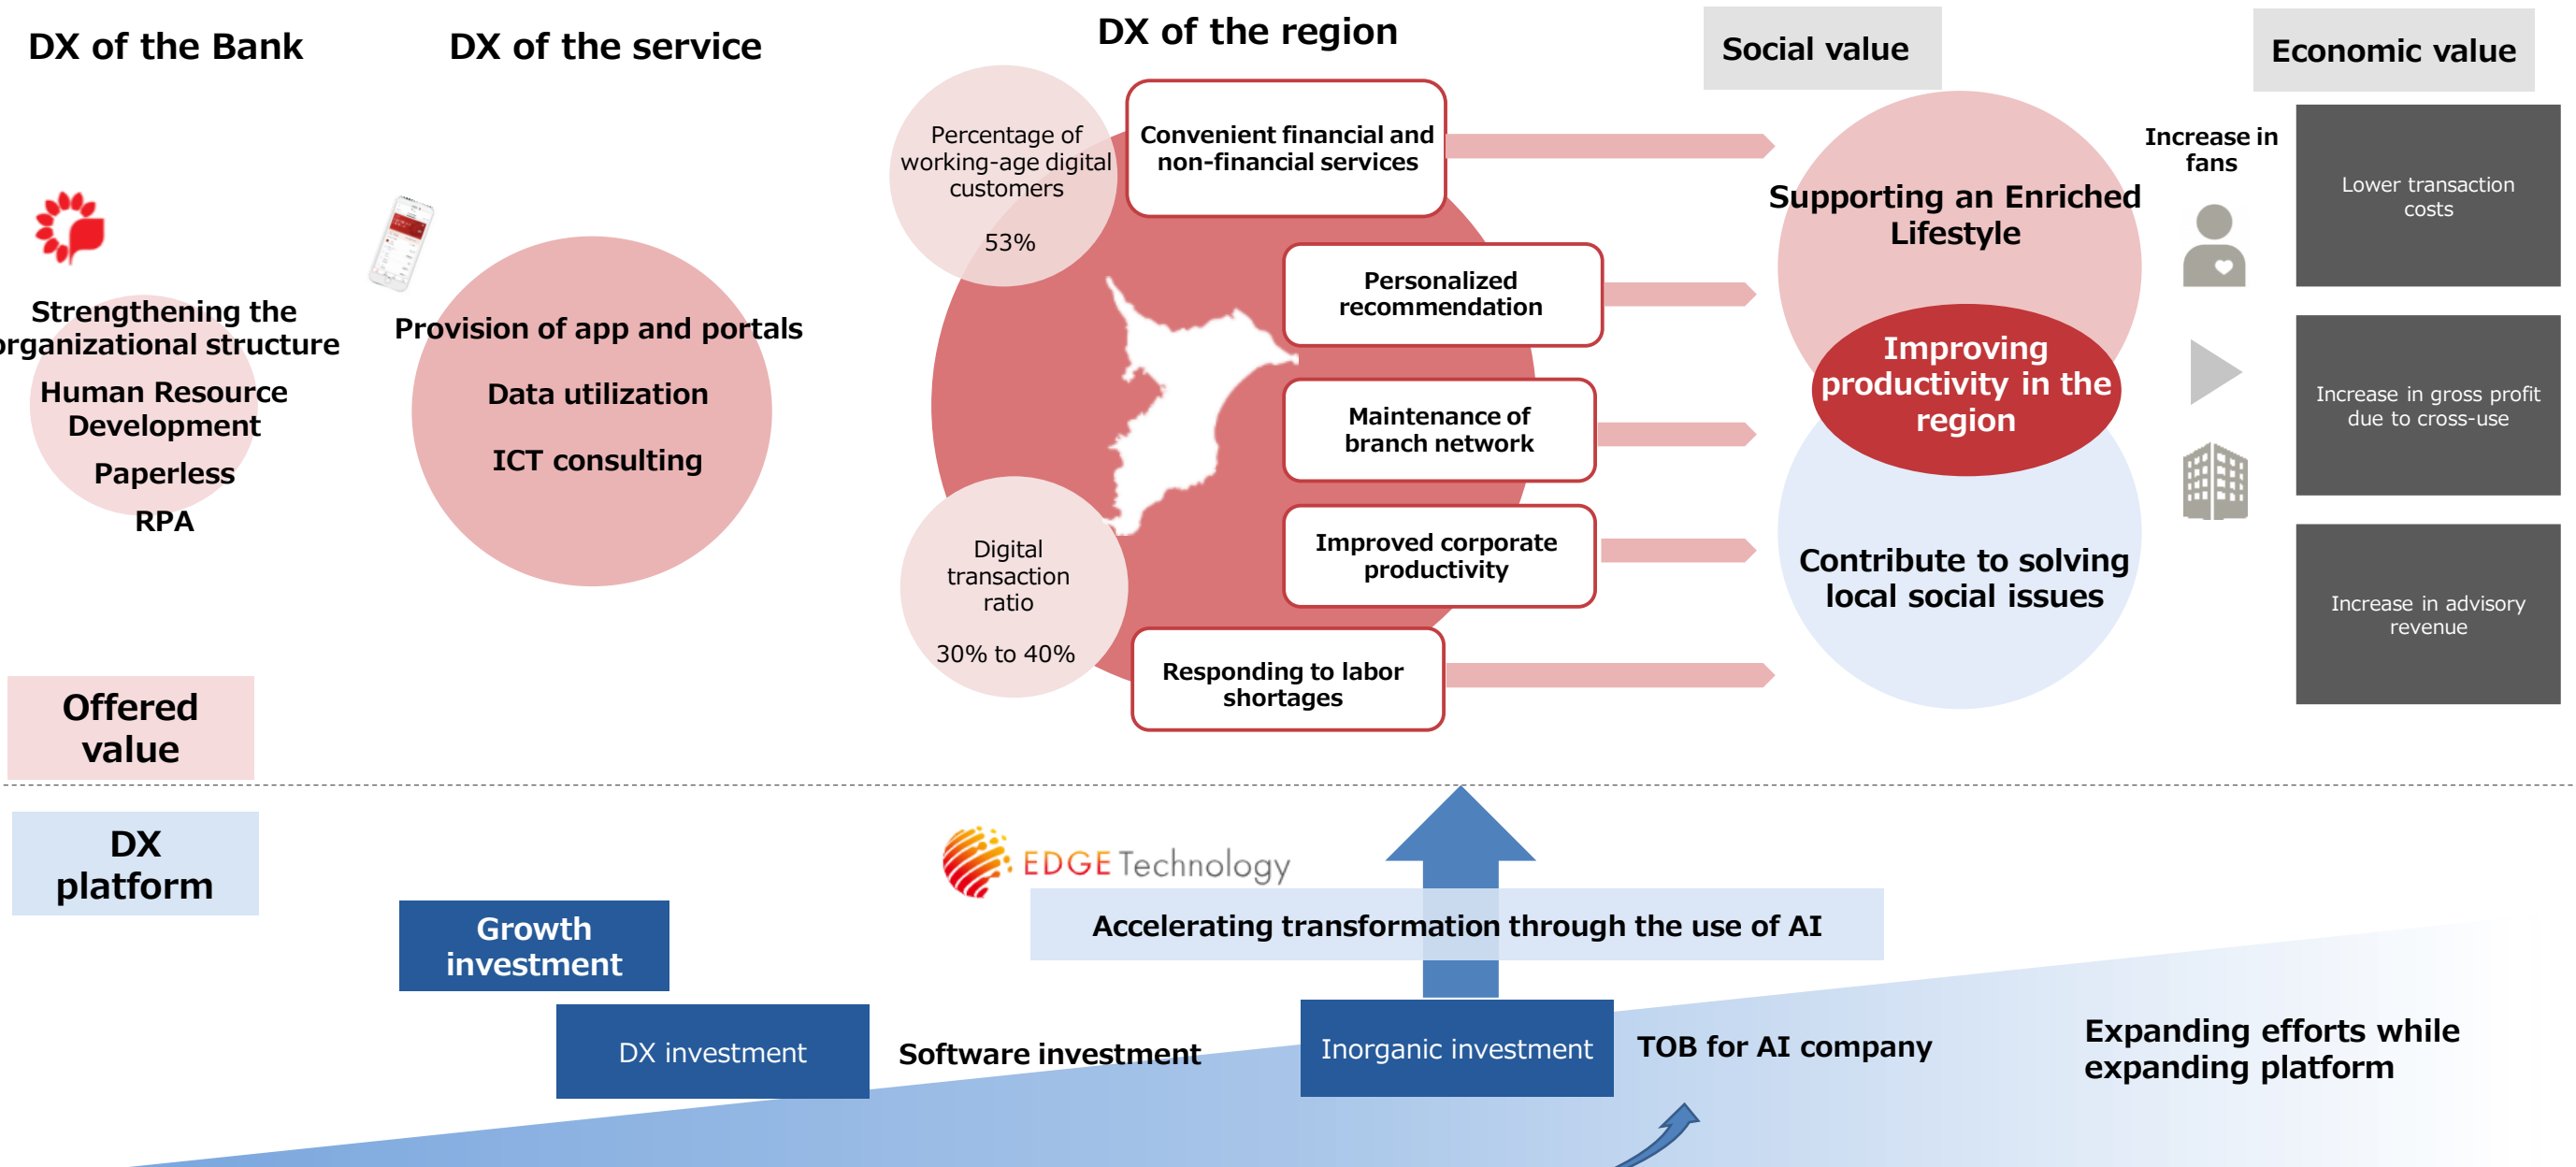 DX of the Bank
DX of the service
DX of the region
Social value
Economic value
Strengthening the
organizational structure
Human Resource
Development
Paperless
RPA
Provision of app and portals
Data utilization
ICT consulting
Percentage of
working-age digital
customers
53%
Digital
transaction
ratio
30% to 40%
Convenient financial and
non-financial services
Personalized
recommendation
Maintenance of
branch network
Improved corporate
productivity
Responding to labor
shortages
Supporting an Enriched
Lifestyle
Improving
productivity in the
region
Contribute to solving
local social issues
Increase in
fans
Lower transaction
costs
Increase in gross profit
due to cross-use
Increase in advisory
revenue
Offered
value
DX
platform
EDGE Technology
Accelerating transformation through the use of AI
Growth
investment
DX investment
Software investment
Inorganic investment
TOB for AI company
Expanding efforts while
expanding platform